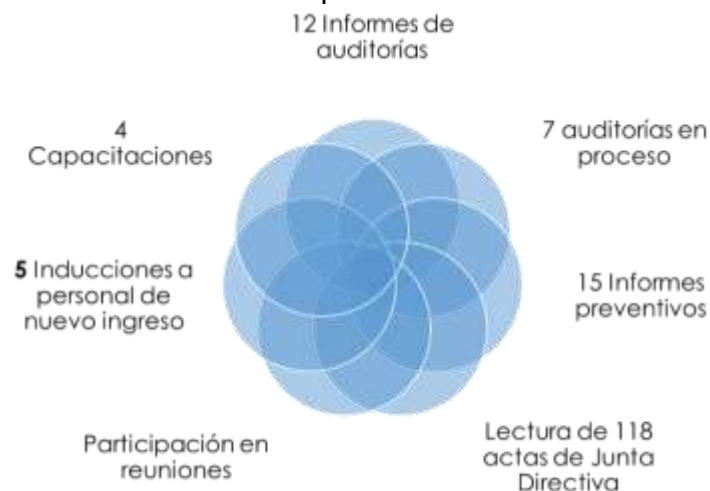 12 Informes de
auditorías
7 auditorías en
proceso
15 Informes
preventivos
Lectura de 118
actas de Junta
Directiva
Participación en
reuniones
5 Inducciones a
personal de
nuevo ingreso
4
Capacitaciones